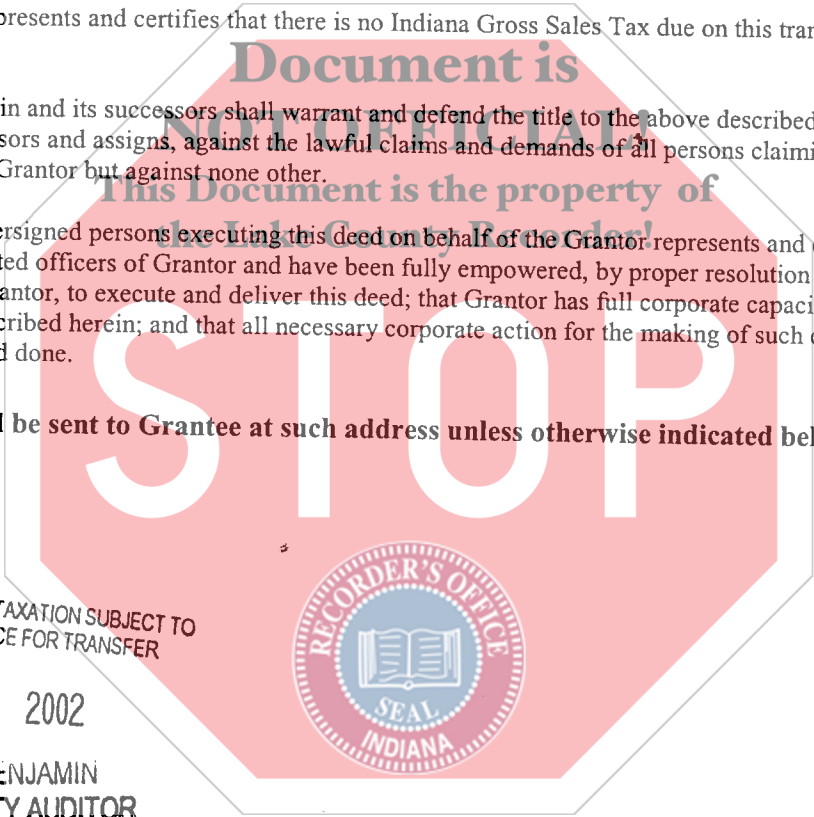 presents and certifies that there is no Indiana Gross Sales Tax due on this tran
Document is
in and its successors shall warrant and defend the title to the above described
NOT OFFICIAL!
sors and assigns, against the lawful claims and demands of all persons claimi
Grantor but against none other.
This Document is the property of
ersigned persons executing this deed on behalf of the Grantor represents and
the Lake County Recorder!
ted officers of Grantor and have been fully empowered, by proper resolution
antor, to execute and deliver this deed; that Grantor has full corporate capaci
cribed herein; and that all necessary corporate action for the making of such
d done.
STOP
be sent to Grantee at such address unless otherwise indicated bel
RECORDER'S OFFICE
SEAL
INDIANA
TAXATION SUBJECT TO
CE FOR TRANSFER
2002
ENJAMIN
TY AUDITOR